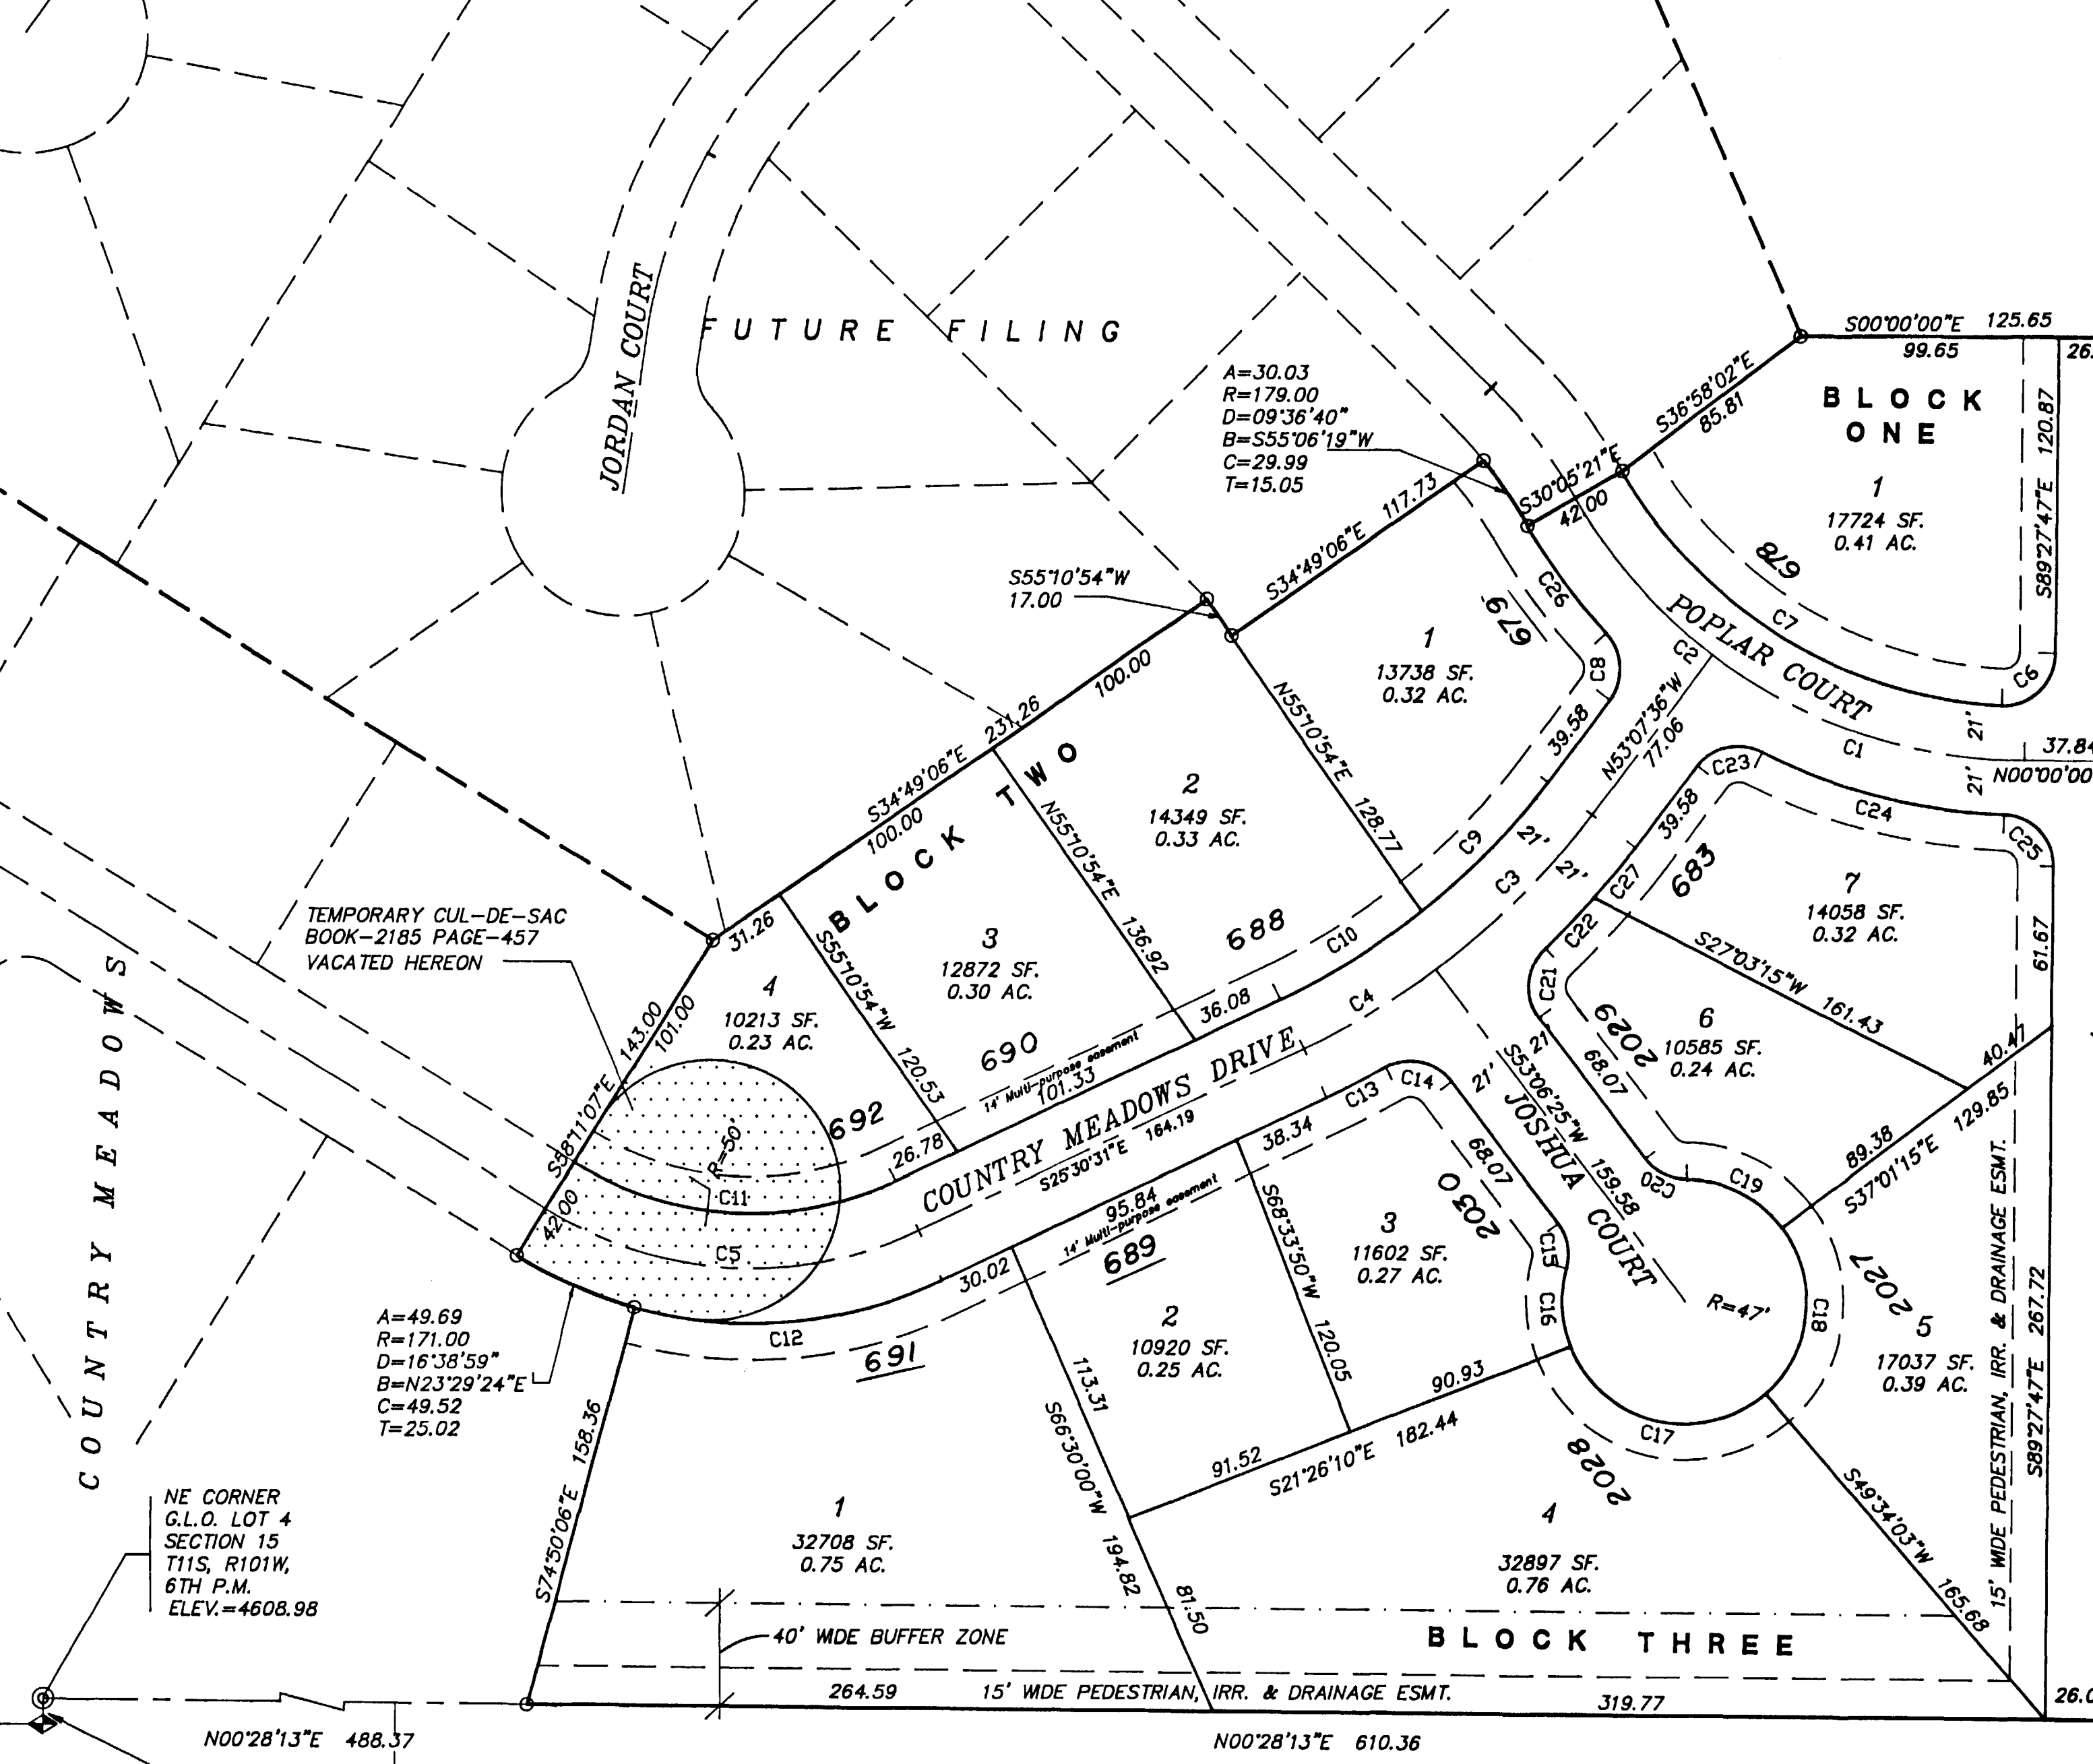 JORDAN COURT
FUTURE FILING
S00°00'00"E 125.65
99.65
26.
A=30.03
R=179.00
D=09°36'40"
B=S55°06'19"W
C=29.99
T=15.05
S36°58'02"E
85.81
BLOCK
ONE
1
17724 SF.
0.41 AC.
S89°27'47"E 120.87
S30°05'21"E
42.00
678
C7
C6
S34°49'06"E 117.73
S55°10'54"W
17.00
C26
679
1
13738 SF.
0.32 AC.
C8
39.58
POPLAR COURT
C2
C1
21'
21'
37.84
N00°00'00
N53°07'36"W
77.06
100.00
231.26
S34°49'06"E
100.00
BLOCK TWO
N55°10'54"E 128.77
2
14349 SF.
0.33 AC.
N55°10'54"E 136.92
C9
21'
21'
C3
688
C10
C23
C24
C25
39.58
C27
683
7
14058 SF.
0.32 AC.
61.67
TEMPORARY CUL-DE-SAC
BOOK-2185 PAGE-457
VACATED HEREON
31.26
S55°10'54"W 120.53
3
12872 SF.
0.30 AC.
690
4
10213 SF.
0.23 AC.
S58°11'07"E 143.00
101.00
42.00
36.08
C4
14' Multi-purpose easement
101.33
692
26.78
R=50'
C11
C5
COUNTRY MEADOWS DRIVE
S25°30'31"E 164.19
COUNTRY MEADOWS
C22
C21
S27°03'15"W 161.43
6
10585 SF.
0.24 AC.
2029
21'
68.07
40.47
129.85
89.38
S37°01'15"E
21'
S53°06'25"W 159.58
JOSHUA COURT
C20
C19
C13
C14
38.34
95.84
14' Multi-purpose easement
689
30.02
68.07
2030
S68°33'50"W 120.05
3
11602 SF.
0.27 AC.
C15
C16
R=47'
C18
2027
5
17037 SF.
0.39 AC.
15' WIDE PEDESTRIAN, IRR. & DRAINAGE ESMT.
S89°27'47"E 267.72
A=49.69
R=171.00
D=16°38'59"
B=N23°29'24"E
C=49.52
T=25.02
C12
691
2
10920 SF.
0.25 AC.
113.31
S66°30'00"W 194.82
81.50
90.93
91.52
S21°26'10"E 182.44
C17
2028
158.36
S74°50'06"E
1
32708 SF.
0.75 AC.
4
32897 SF.
0.76 AC.
S49°34'03"W 165.68
NE CORNER
G.L.O. LOT 4
SECTION 15
T11S, R101W,
6TH P.M.
ELEV.=4608.98
40' WIDE BUFFER ZONE
BLOCK THREE
264.59
15' WIDE PEDESTRIAN, IRR. & DRAINAGE ESMT.
319.77
26.0
N00°28'13"E 488.37
N00°28'13"E 610.36